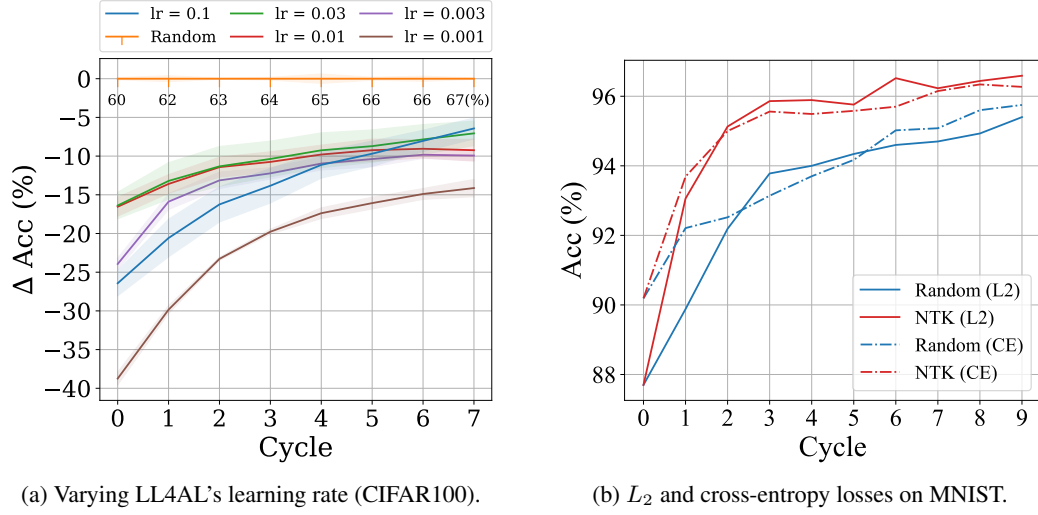 lr = 0.1 lr = 0.03 lr = 0.003
Random lr = 0.01 lr = 0.001
0
60 62 63 64 65 66 66 67(%)
−5
−10
−15
−20
−25
−30
−35
−40
Δ Acc (%)
0 1 2 3 4 5 6 7
Cycle
(a) Varying LL4AL's learning rate (CIFAR100).
96
94
92
90
88
Acc (%)
Random (L2)
NTK (L2)
Random (CE)
NTK (CE)
0 1 2 3 4 5 6 7 8 9
Cycle
(b) L2 and cross-entropy losses on MNIST.